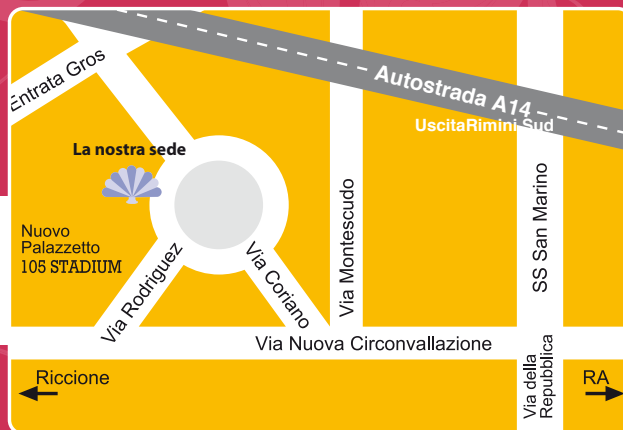 Entrata Gros
Autostrada A14
UscitaRimini Sud
La nostra sede
Nuovo
Palazzetto
105 STADIUM
Via Rodriguez
Via Coriano
Via Montescudo
SS San Marino
Via Nuova Circonvallazione
Riccione
Via della
Repubblica
RA